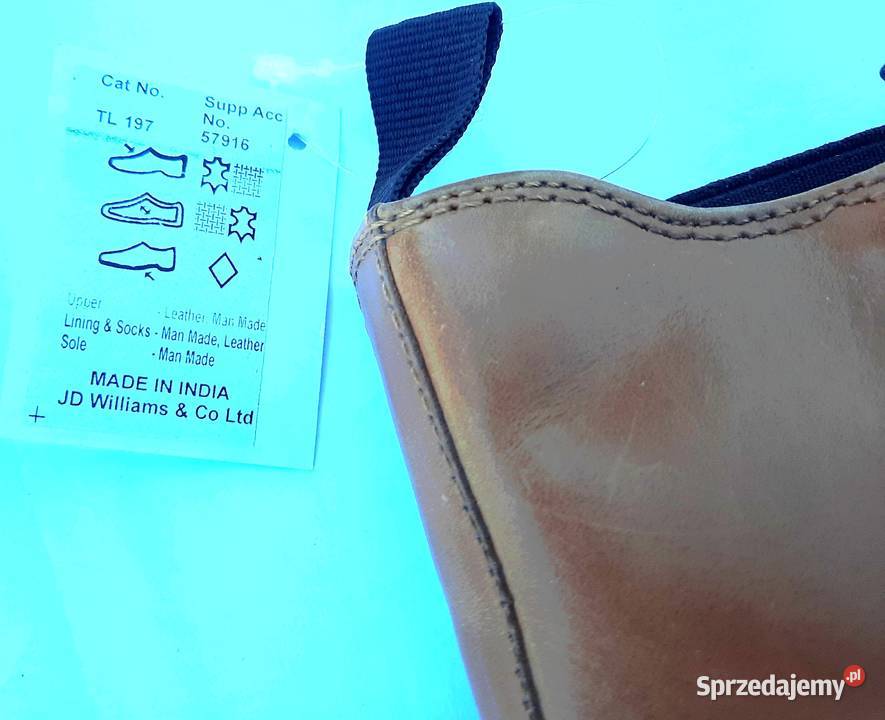 Cat No.
Supp Acc
No.
TL 197
57916
Upper - Leather, Man Made
Lining & Socks - Man Made, Leather
Sole - Man Made
MADE IN INDIA
JD Williams & Co Ltd
Sprzedajemy.pl